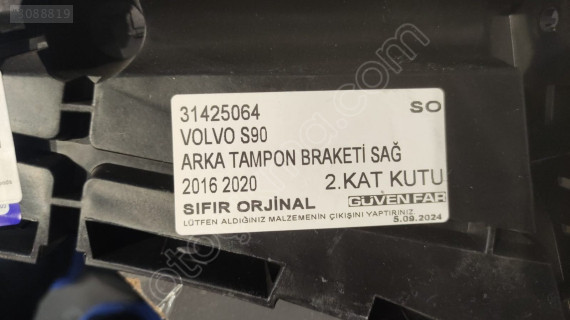 088819
31425064 SO
VOLVO S90
ARKA TAMPON BRAKETİ SAĞ
2016 2020 2.KAT KUTU
SIFIR ORJİNAL GÜVEN FAR
LÜTFEN ALDIĞINIZ MALZEMENİN ÇIKIŞINI YAPTIRINIZ
5.09.2024